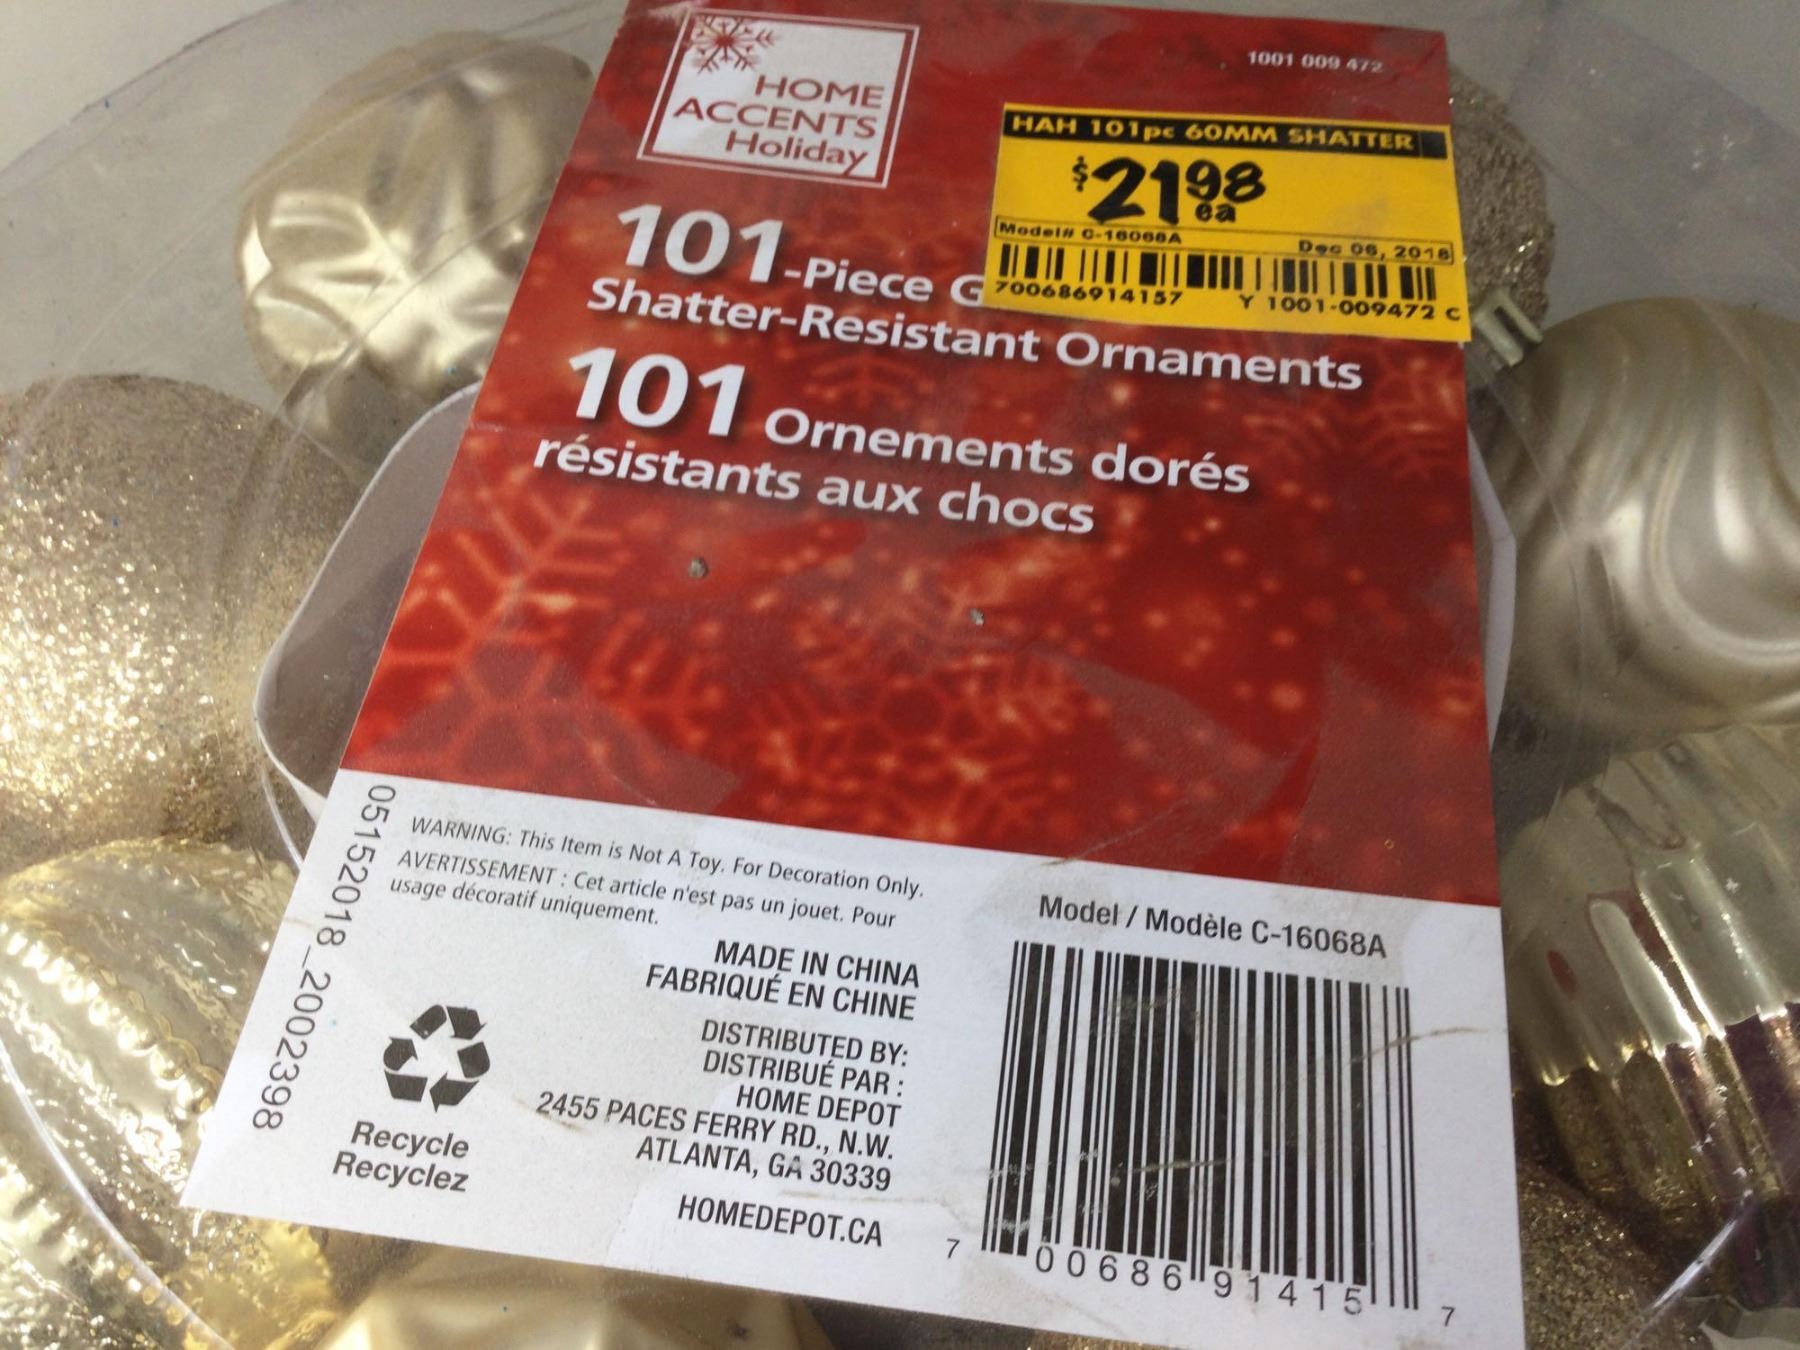 HOME
ACCENTS
Holiday
1001 009 472
HAH 101pc 60MM SHATTER
$21 98
ea
Model# C-16068A
Dec 06, 2018
700686914157 Y 1001-009472 C
101-Piece G
Shatter-Resistant Ornaments
101 Ornements dorés
résistants aux chocs
05152018_2002398
WARNING: This Item is Not A Toy. For Decoration Only.
AVERTISSEMENT : Cet article n'est pas un jouet. Pour
usage décoratif uniquement.
MADE IN CHINA
FABRIQUÉ EN CHINE
DISTRIBUTED BY:
DISTRIBUÉ PAR :
HOME DEPOT
2455 PACES FERRY RD., N.W.
ATLANTA, GA 30339
HOMEDEPOT.CA
Recycle
Recyclez
Model / Modèle C-16068A
7 00686 91415 7